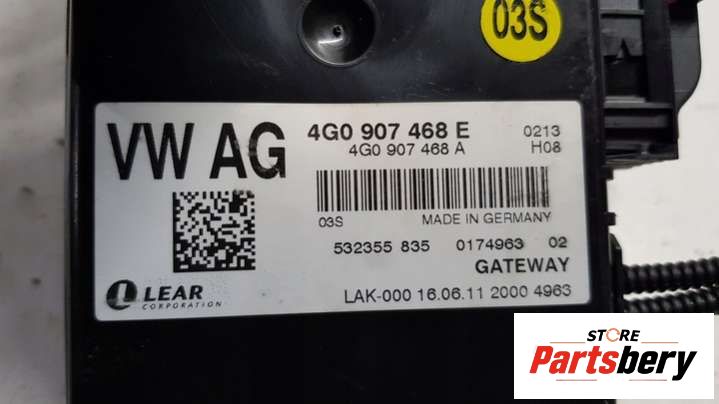 03S
VW AG
4G0 907 468 E 0213
4G0 907 468 A H08
03S MADE IN GERMANY
532355 835 0174963 02
GATEWAY
LEAR
CORPORATION
LAK-000 16.06.11 2000 4963
STORE
Partsbery